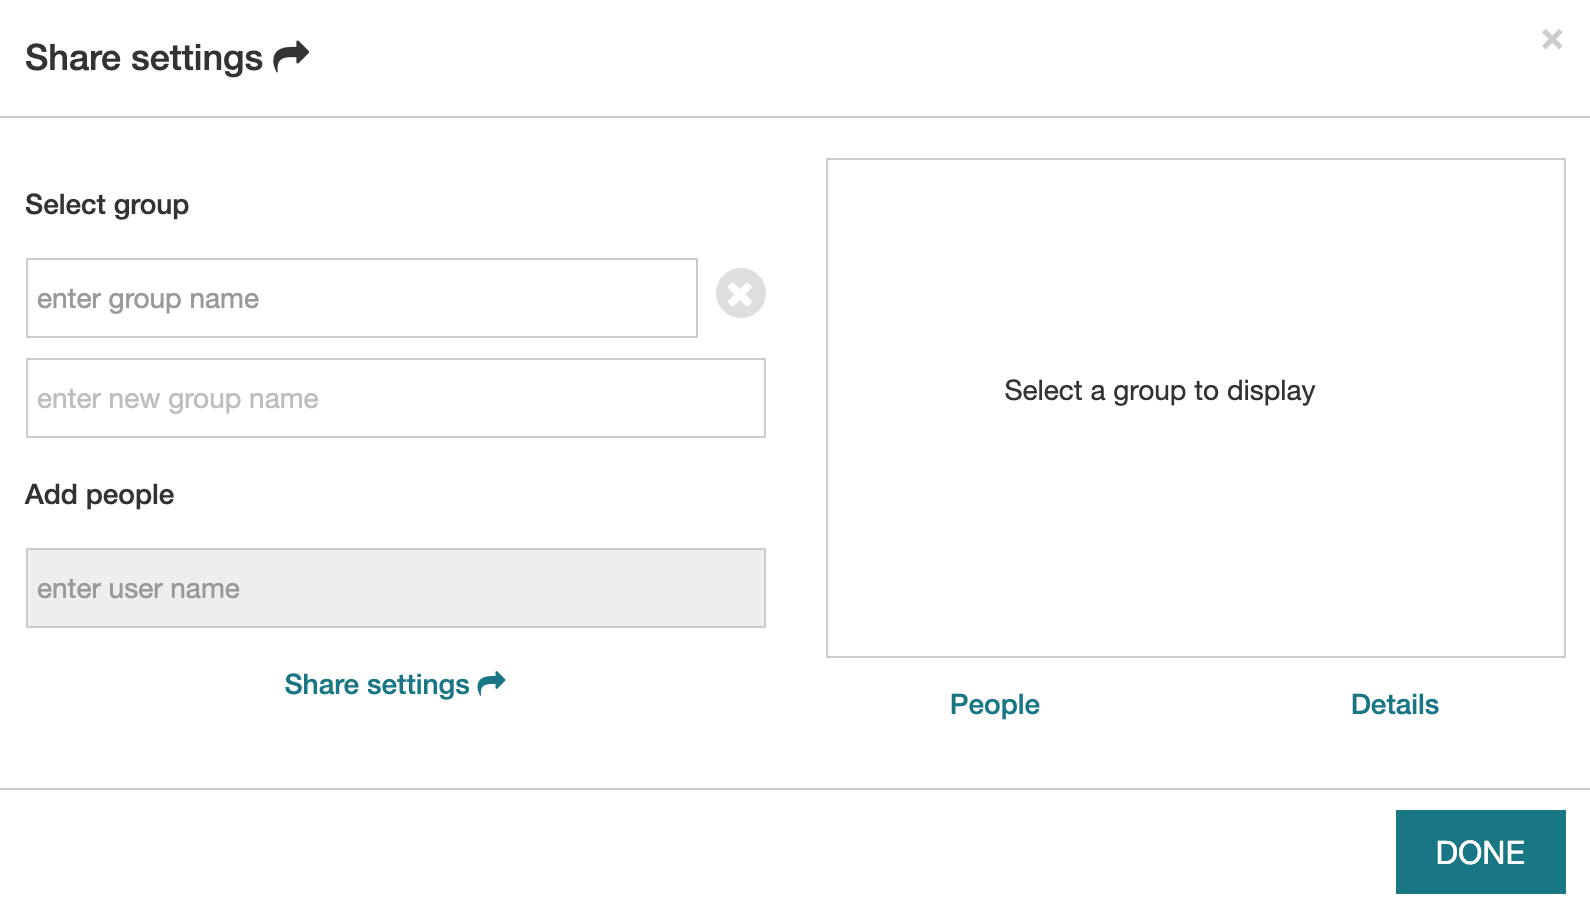 Share settings
Select group
enter group name
enter new group name
Add people
enter user name
Share settings
Select a group to display
People
Details
DONE